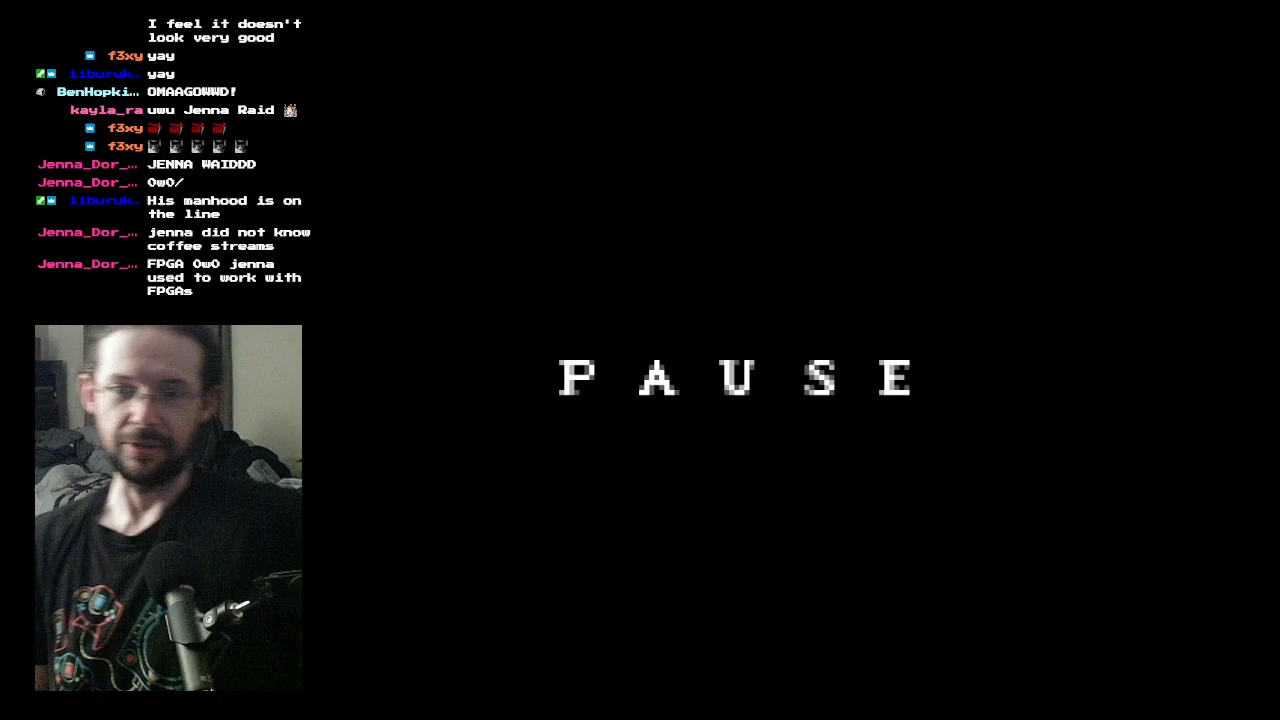 I feel it doesn't
look very good
f3xy yay
iiburuk… yay
BenHopki… OMAAGOWWD!
kayla_ra uwu Jenna Raid
f3xy
f3xy
Jenna_Dor_… JENNA WAIDDD
Jenna_Dor_… OwO/
iiburuk… His manhood is on
the line
Jenna_Dor_… jenna did not know
coffee streams
Jenna_Dor_… FPGA OwO jenna
used to work with
FPGAs
P A U S E